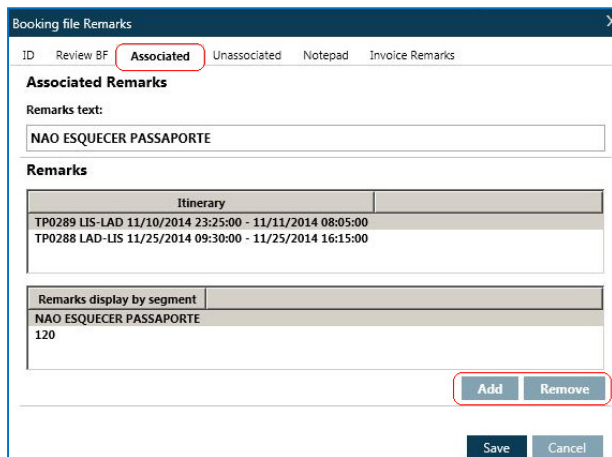 Booking file Remarks X
ID Review BF Associated Unassociated Notepad Invoice Remarks
Associated Remarks
Remarks text:
NAO ESQUECER PASSAPORTE
Remarks
Itinerary
TP0289 LIS-LAD 11/10/2014 23:25:00 - 11/11/2014 08:05:00
TP0288 LAD-LIS 11/25/2014 09:30:00 - 11/25/2014 16:15:00
Remarks display by segment
NAO ESQUECER PASSAPORTE
120
Add Remove
Save Cancel